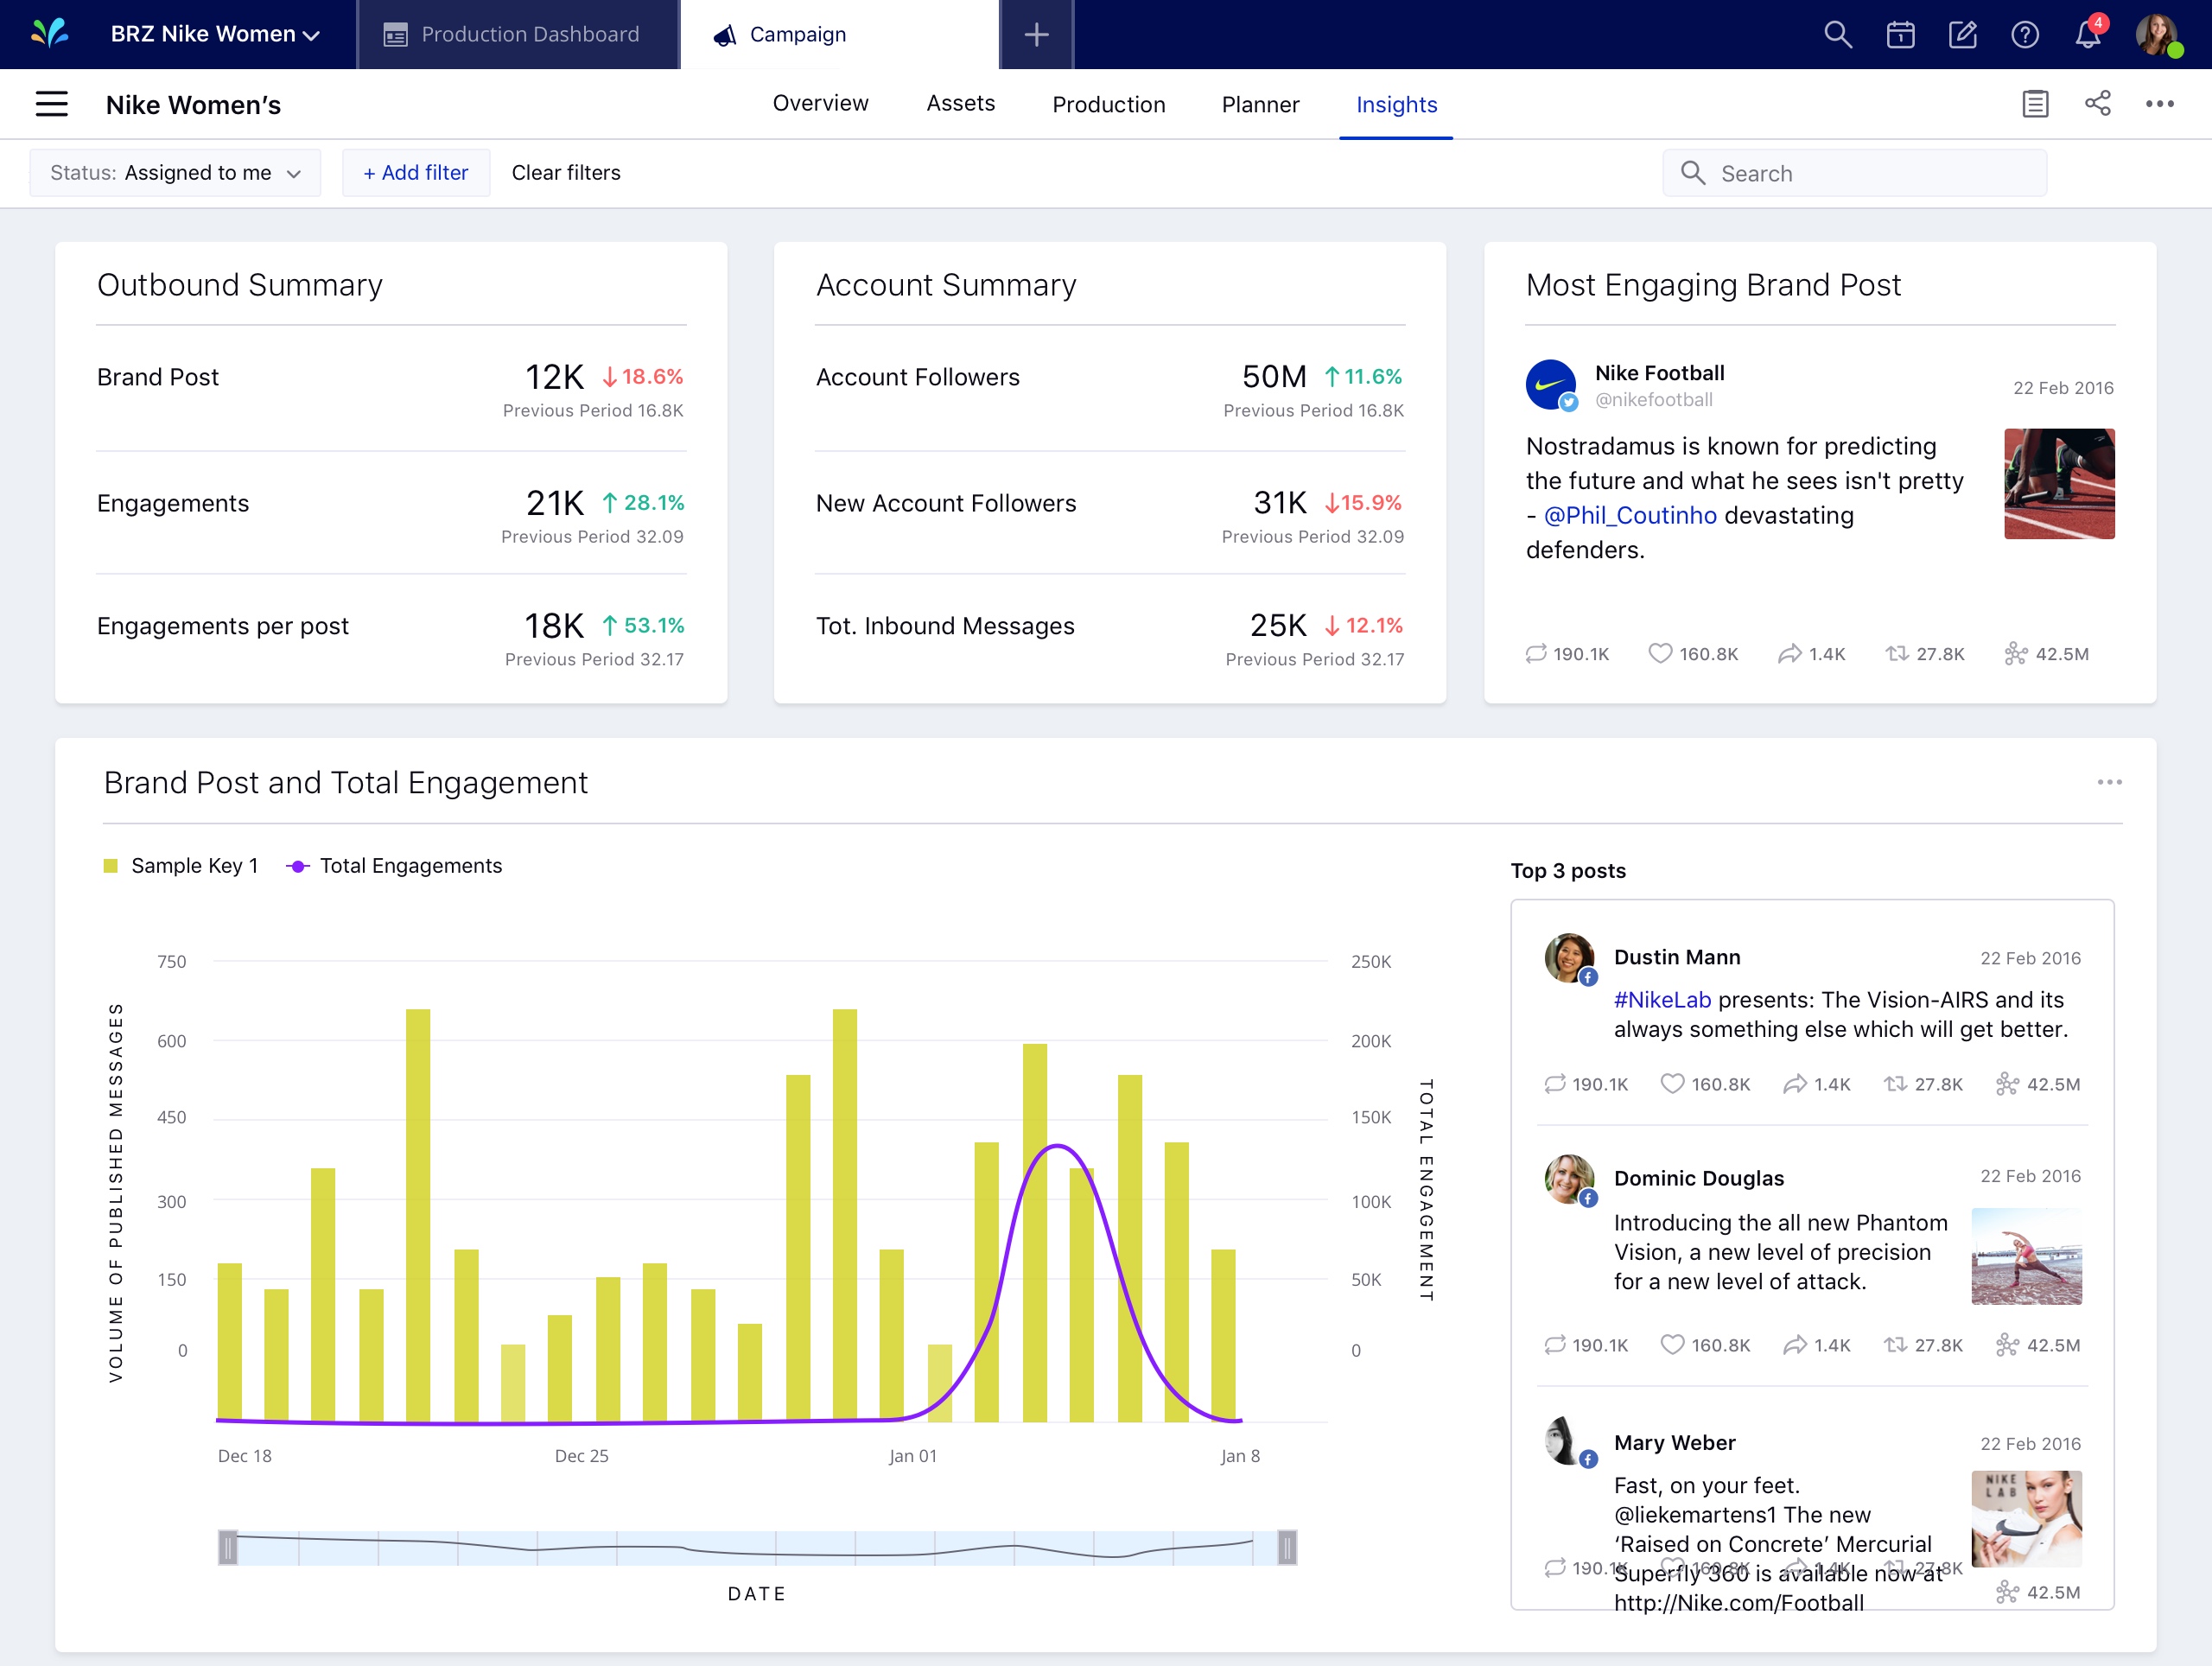 BRZ Nike Women
Production Dashboard
Campaign
1
4
Nike Women’s
Overview
Assets
Production
Planner
Insights
Status: Assigned to me
+ Add filter
Clear filters
Search
Outbound Summary
Brand Post
12K ↓18.6%
Previous Period 16.8K
Engagements
21K ↑ 28.1%
Previous Period 32.09
Engagements per post
18K ↑ 53.1%
Previous Period 32.17
Account Summary
Account Followers
50M ↑11.6%
Previous Period 16.8K
New Account Followers
31K ↓15.9%
Previous Period 32.09
Tot. Inbound Messages
25K ↓ 12.1%
Previous Period 32.17
Most Engaging Brand Post
Nike Football
@nikefootball
22 Feb 2016
Nostradamus is known for predicting
the future and what he sees isn't pretty
- @Phil_Coutinho devastating
defenders.
190.1K 160.8K 1.4K 27.8K 42.5M
Brand Post and Total Engagement
Sample Key 1
Total Engagements
VOLUME OF PUBLISHED MESSAGES
750
600
450
300
150
0
250K
200K
150K
100K
50K
0
TOTAL ENGAGEMENT
Dec 18
Dec 25
Jan 01
Jan 8
DATE
Top 3 posts
Dustin Mann
22 Feb 2016
#NikeLab presents: The Vision-AIRS and its
always something else which will get better.
190.1K 160.8K 1.4K 27.8K 42.5M
Dominic Douglas
22 Feb 2016
Introducing the all new Phantom
Vision, a new level of precision
for a new level of attack.
190.1K 160.8K 1.4K 27.8K 42.5M
Mary Weber
22 Feb 2016
Fast, on your feet.
@liekemartens1 The new
‘Raised on Concrete’ Mercurial
Superfly 360 is available now at
http://Nike.com/Football
NIKE
LAB
190.1K 160.8K 1.4K 27.8K
42.5M